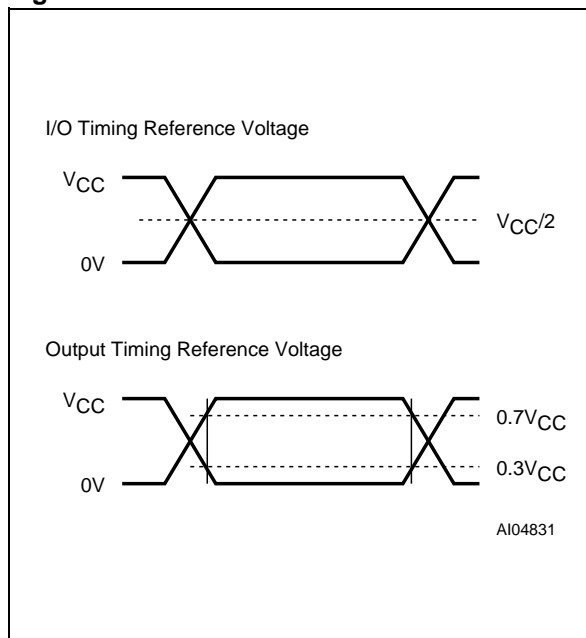 I/O Timing Reference Voltage
VCC
VCC/2
0V
Output Timing Reference Voltage
VCC
0.7VCC
0.3VCC
0V
AI04831